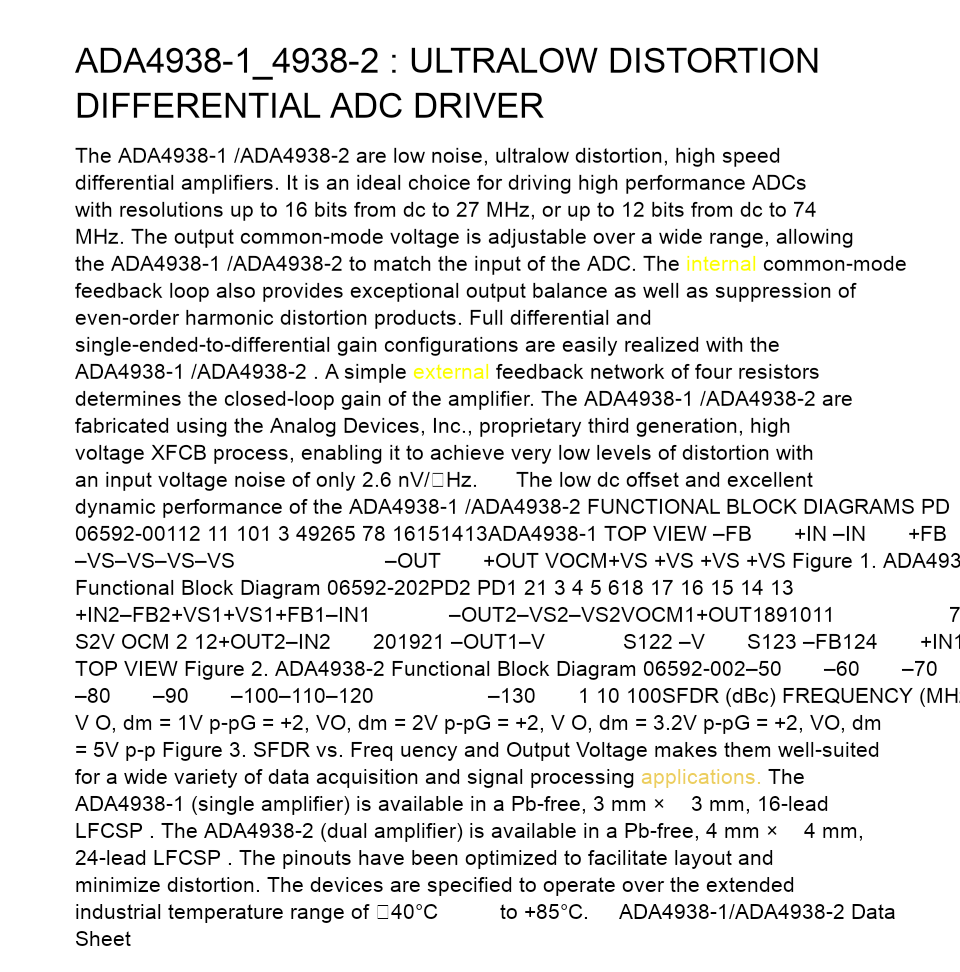 ADA4938-1_4938-2 : ULTRALOW DISTORTION
DIFFERENTIAL ADC DRIVER
The ADA4938-1 /ADA4938-2 are low noise, ultralow distortion, high speed
differential amplifiers. It is an ideal choice for driving high performance ADCs
with resolutions up to 16 bits from dc to 27 MHz, or up to 12 bits from dc to 74
MHz. The output common-mode voltage is adjustable over a wide range, allowing
the ADA4938-1 /ADA4938-2 to match the input of the ADC. The internal common-mode
feedback loop also provides exceptional output balance as well as suppression of
even-order harmonic distortion products. Full differential and
single-ended-to-differential gain configurations are easily realized with the
ADA4938-1 /ADA4938-2 . A simple external feedback network of four resistors
determines the closed-loop gain of the amplifier. The ADA4938-1 /ADA4938-2 are
fabricated using the Analog Devices, Inc., proprietary third generation, high
voltage XFCB process, enabling it to achieve very low levels of distortion with
an input voltage noise of only 2.6 nV/□Hz. The low dc offset and excellent
dynamic performance of the ADA4938-1 /ADA4938-2 FUNCTIONAL BLOCK DIAGRAMS PD
06592-00112 11 101 3 49265 78 16151413ADA4938-1 TOP VIEW –FB +IN –IN +FB
–VS–VS–VS–VS –OUT +OUT VOCM+VS +VS +VS +VS Figure 1. ADA493
Functional Block Diagram 06592-202PD2 PD1 21 3 4 5 618 17 16 15 14 13
+IN2–FB2+VS1+VS1+FB1–IN1 –OUT2–VS2–VS2VOCM1+OUT1891011 7
S2V OCM 2 12+OUT2–IN2 201921 –OUT1–V S122 –V S123 –FB124 +IN1
TOP VIEW Figure 2. ADA4938-2 Functional Block Diagram 06592-002–50 –60 –70
–80 –90 –100–110–120 –130 1 10 100SFDR (dBc) FREQUENCY (MHz
V O, dm = 1V p-pG = +2, VO, dm = 2V p-pG = +2, V O, dm = 3.2V p-pG = +2, VO, dm
= 5V p-p Figure 3. SFDR vs. Freq uency and Output Voltage makes them well-suited
for a wide variety of data acquisition and signal processing applications. The
ADA4938-1 (single amplifier) is available in a Pb-free, 3 mm × 3 mm, 16-lead
LFCSP . The ADA4938-2 (dual amplifier) is available in a Pb-free, 4 mm × 4 mm,
24-lead LFCSP . The pinouts have been optimized to facilitate layout and
minimize distortion. The devices are specified to operate over the extended
industrial temperature range of □40°C to +85°C. ADA4938-1/ADA4938-2 Data
Sheet